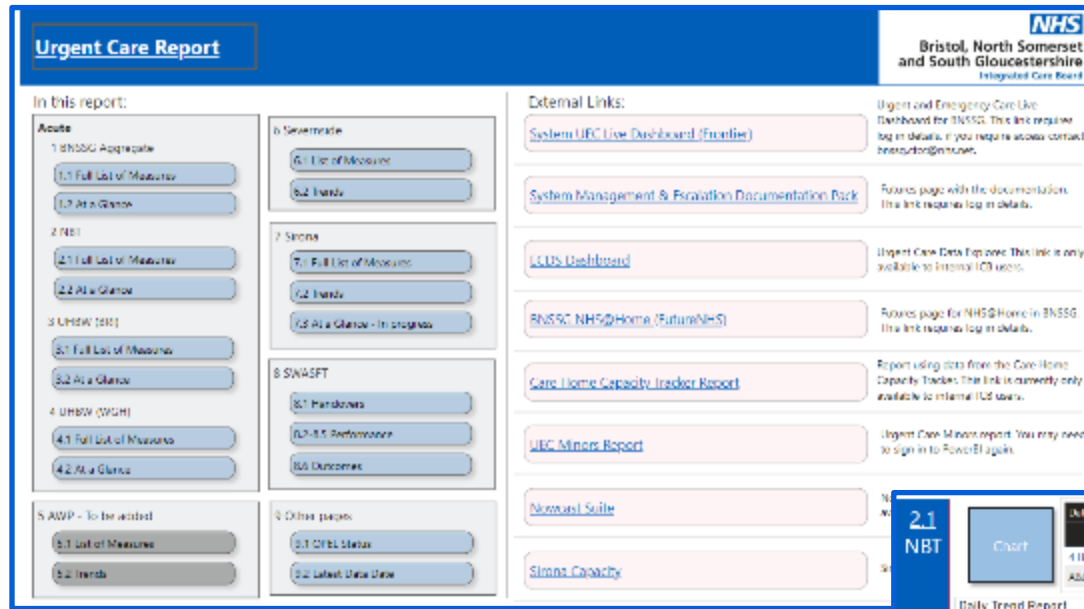 Urgent Care Report
NHS
Bristol, North Somerset
and South Gloucestershire
Integrated Care Board
In this report:
Acute
1 BNSSG Aggregate
1.1 Full List of Measures
1.2 At a Glance
2 NBT
2.1 Full List of Measures
2.2 At a Glance
3 UHBW (BRI)
3.1 Full List of Measures
3.2 At a Glance
4 UHBW (WGH)
4.1 Full List of Measures
4.2 At a Glance
5 AWP - To be added
5.1 List of Measures
5.2 Trends
6 Severnside
6.1 List of Measures
6.2 Trends
7 Sirona
7.1 Full List of Measures
7.2 Trends
7.3 At a Glance - In progress
8 SWASFT
8.1 Handovers
8.2-8.5 Performance
8.6 Outcomes
9 Other pages
9.1 OPEL Status
9.2 Latest Data Date
External Links:
System UEC Live Dashboard (Frontier)
Urgent and Emergency Care Live
Dashboard for BNSSG. This link requires
log in details, if you require access contact
System Management & Escalation Documentation Pack
Futures page with the documentation.
This link requires log in details.
ECDS Dashboard
Urgent Care Data Explorer. This link is only
available to internal ICB users.
BNSSG NHS@Home (FutureNHS)
Futures page for NHS@Home in BNSSG.
This link requires log in details.
Care Home Capacity Tracker Report
Report using data from the Care Home
Capacity Tracker. This link is currently only
available to internal ICB users.
UEC Minors Report
Urgent Care Minors report. You may need
to sign in to PowerBI again.
Nowcast Suite
Sirona Capacity
2.1
NBT
Chart
Daily Trend Report